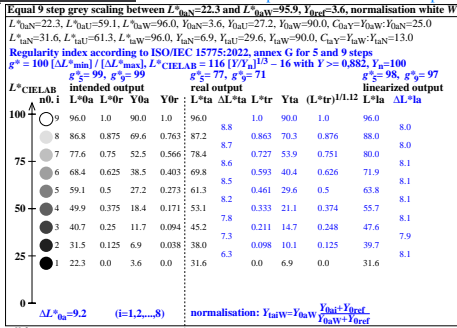 Equal 9 step grey scaling between L*0aN=22.3 and L*0aW=95.9, Y0ref=3.6, normalisation white W
L*0aN=22.3, L*0aU=59.1, L*0aW=96.0, Y0aN=3.6, Y0aU=27.2, Y0aW=90.0, C0aY=Y0aW:Y0aN=25.0
L*taN=31.6, L*taU=61.3, L*taW=96.0, YtaN=6.9, YtaU=29.6, YtaW=90.0, CtaY=YtaW:YtaN=13.0
Regularity index according to ISO/IEC 15775:2022, annex G for 5 and 9 steps
g* = 100 [ΔL*min] / [ΔL*max], L*CIELAB = 116 [Y/Yn]1/3 − 16 with Y >= 0,882, Yn=100
g*5= 99, g*9= 99 g*5= 77, g*9= 71 g*5= 98, g*9= 97
L*CIELAB intended output real output linearized output
n0. i L*0a L*0r Y0a Y0r L*ta ΔL*ta L*tr Yta (L*tr)1/1.12 L*la ΔL*la
100 9 96.0 1.0 90.0 1.0 96.0 1.0 90.0 1.0 96.0
8.8 8.0
8 86.8 0.875 69.6 0.763 87.2 0.863 70.3 0.876 88.0
8.7 8.0
7 77.6 0.75 52.5 0.566 78.4 0.727 53.9 0.751 80.0
75 8.6 8.1
6 68.4 0.625 38.5 0.403 69.8 0.593 40.4 0.626 71.9
8.5 8.1
5 59.1 0.5 27.2 0.273 61.3 0.461 29.6 0.5 63.8
50 8.2 8.1
4 49.9 0.375 18.4 0.171 53.1 0.333 21.1 0.374 55.7
7.8 8.1
3 40.7 0.25 11.7 0.094 45.2 0.211 14.7 0.248 47.6
7.3 7.9
2 31.5 0.125 6.9 0.038 38.0 0.098 10.1 0.125 39.7
25 6.3 8.1
1 22.3 0.0 3.6 0.0 31.6 0.0 6.9 0.0 31.6
0 ΔL*0a=9.2 (i=1,2,...,8) normalisation: YtaiW=Y0aW (Y0ai+Y0ref)/(Y0aW+Y0ref)